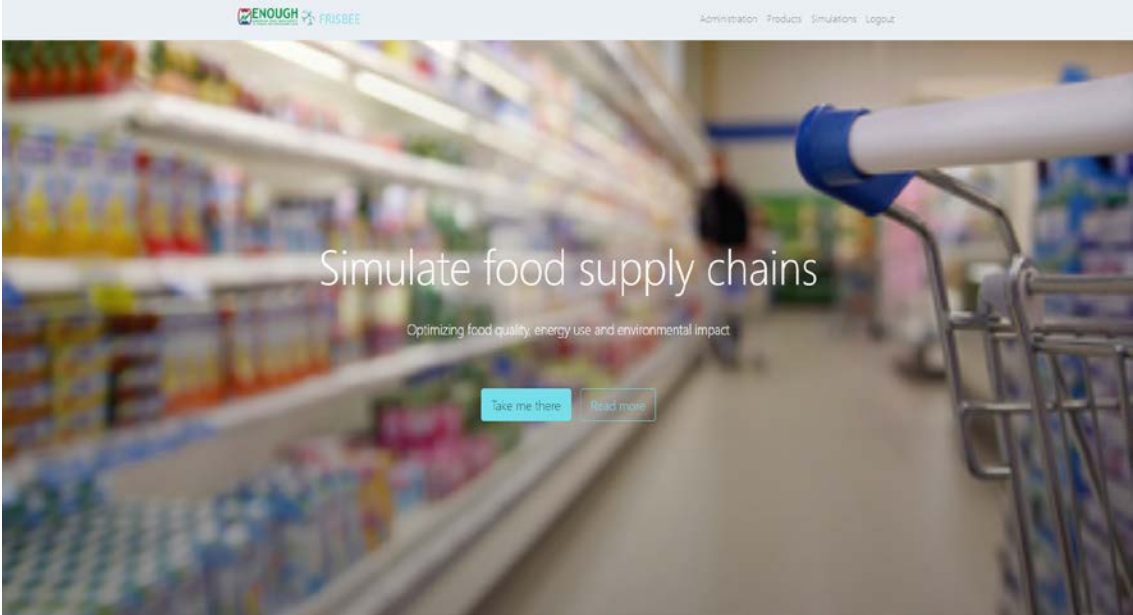 ENOUGH FRISBEE
Administration Products Simulations Logout
Simulate food supply chains
Optimizing food quality, energy use and environmental impact
Take me there
Read more